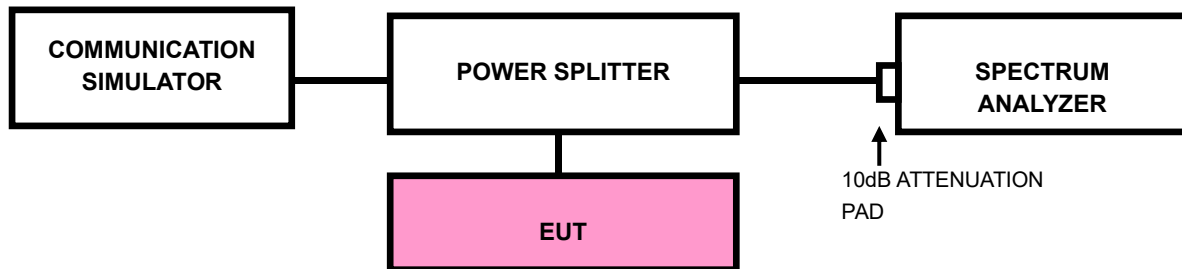 COMMUNICATION
SIMULATOR
POWER SPLITTER
SPECTRUM
ANALYZER
10dB ATTENUATION
PAD
EUT